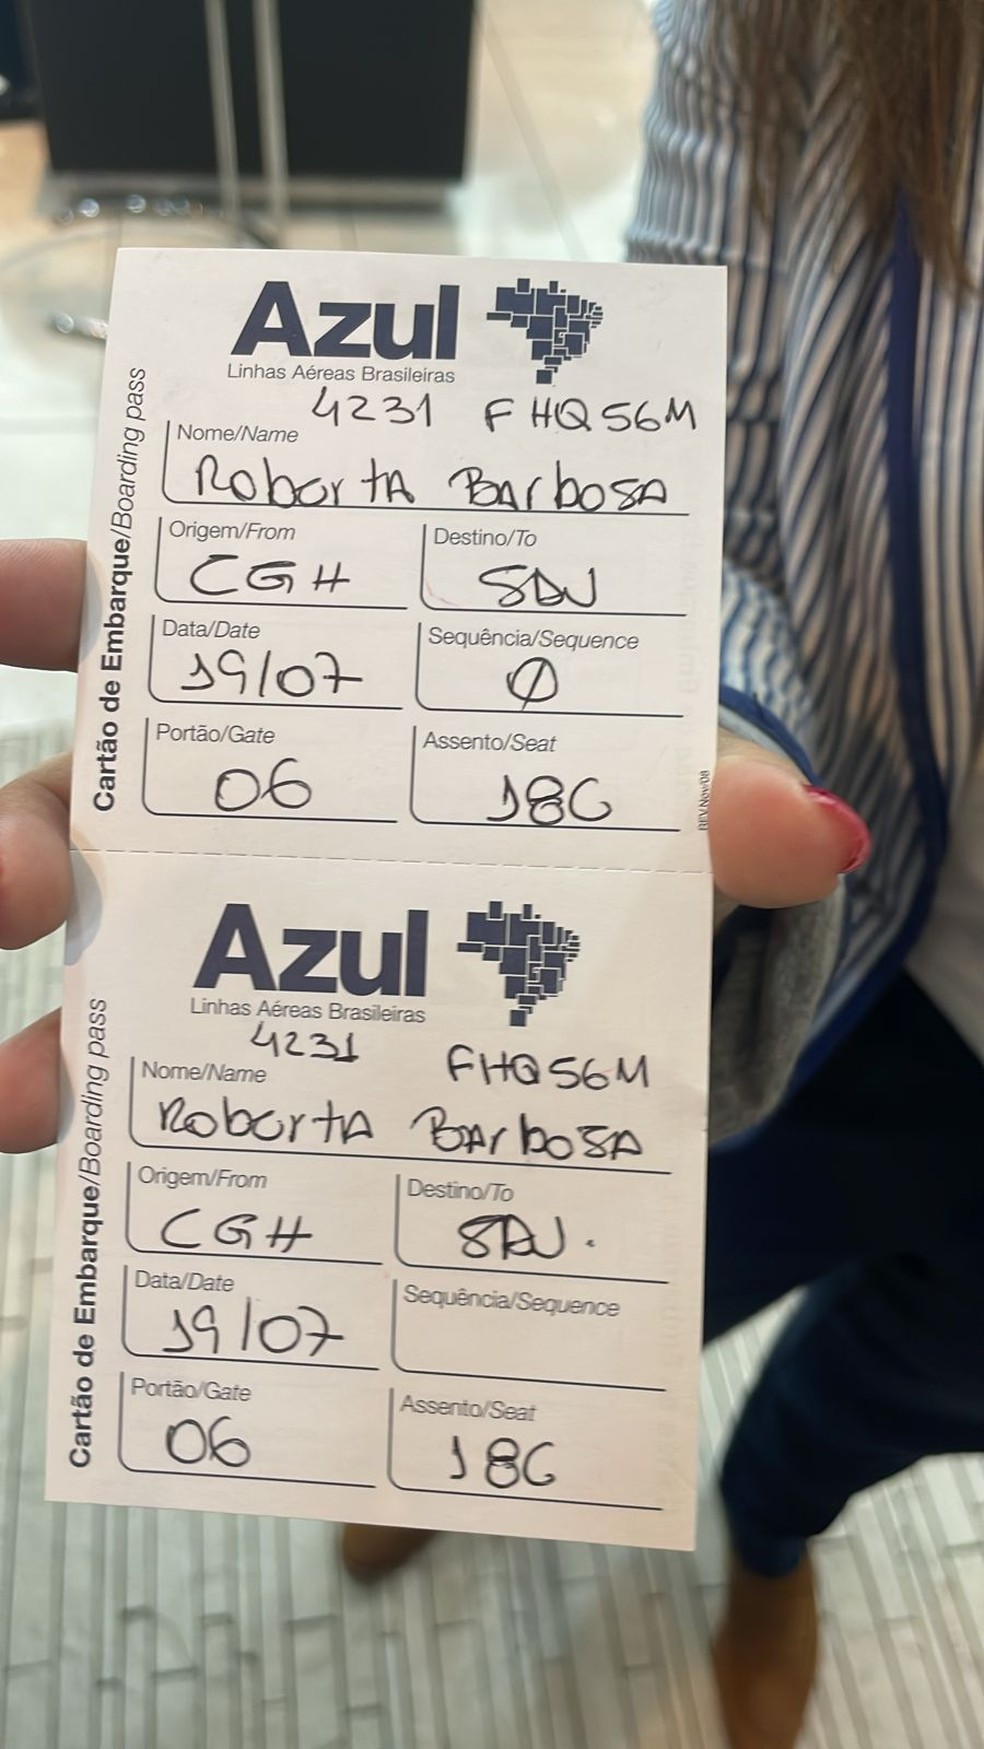 Azul
Linhas Aéreas Brasileiras
4231 FHQ56M
Cartão de Embarque/Boarding pass
Nome/Name
Roberta Barbosa
Origem/From Destino/To
CGH SDU
Data/Date Sequência/Sequence
19/07 Ø
Portão/Gate Assento/Seat
06 18C
REV.Nov/08
Azul
Linhas Aéreas Brasileiras
4231 FHQ56M
Cartão de Embarque/Boarding pass
Nome/Name
Roberta Barbosa
Origem/From Destino/To
CGH SDU.
Data/Date Sequência/Sequence
19/07
Portão/Gate Assento/Seat
06 18C